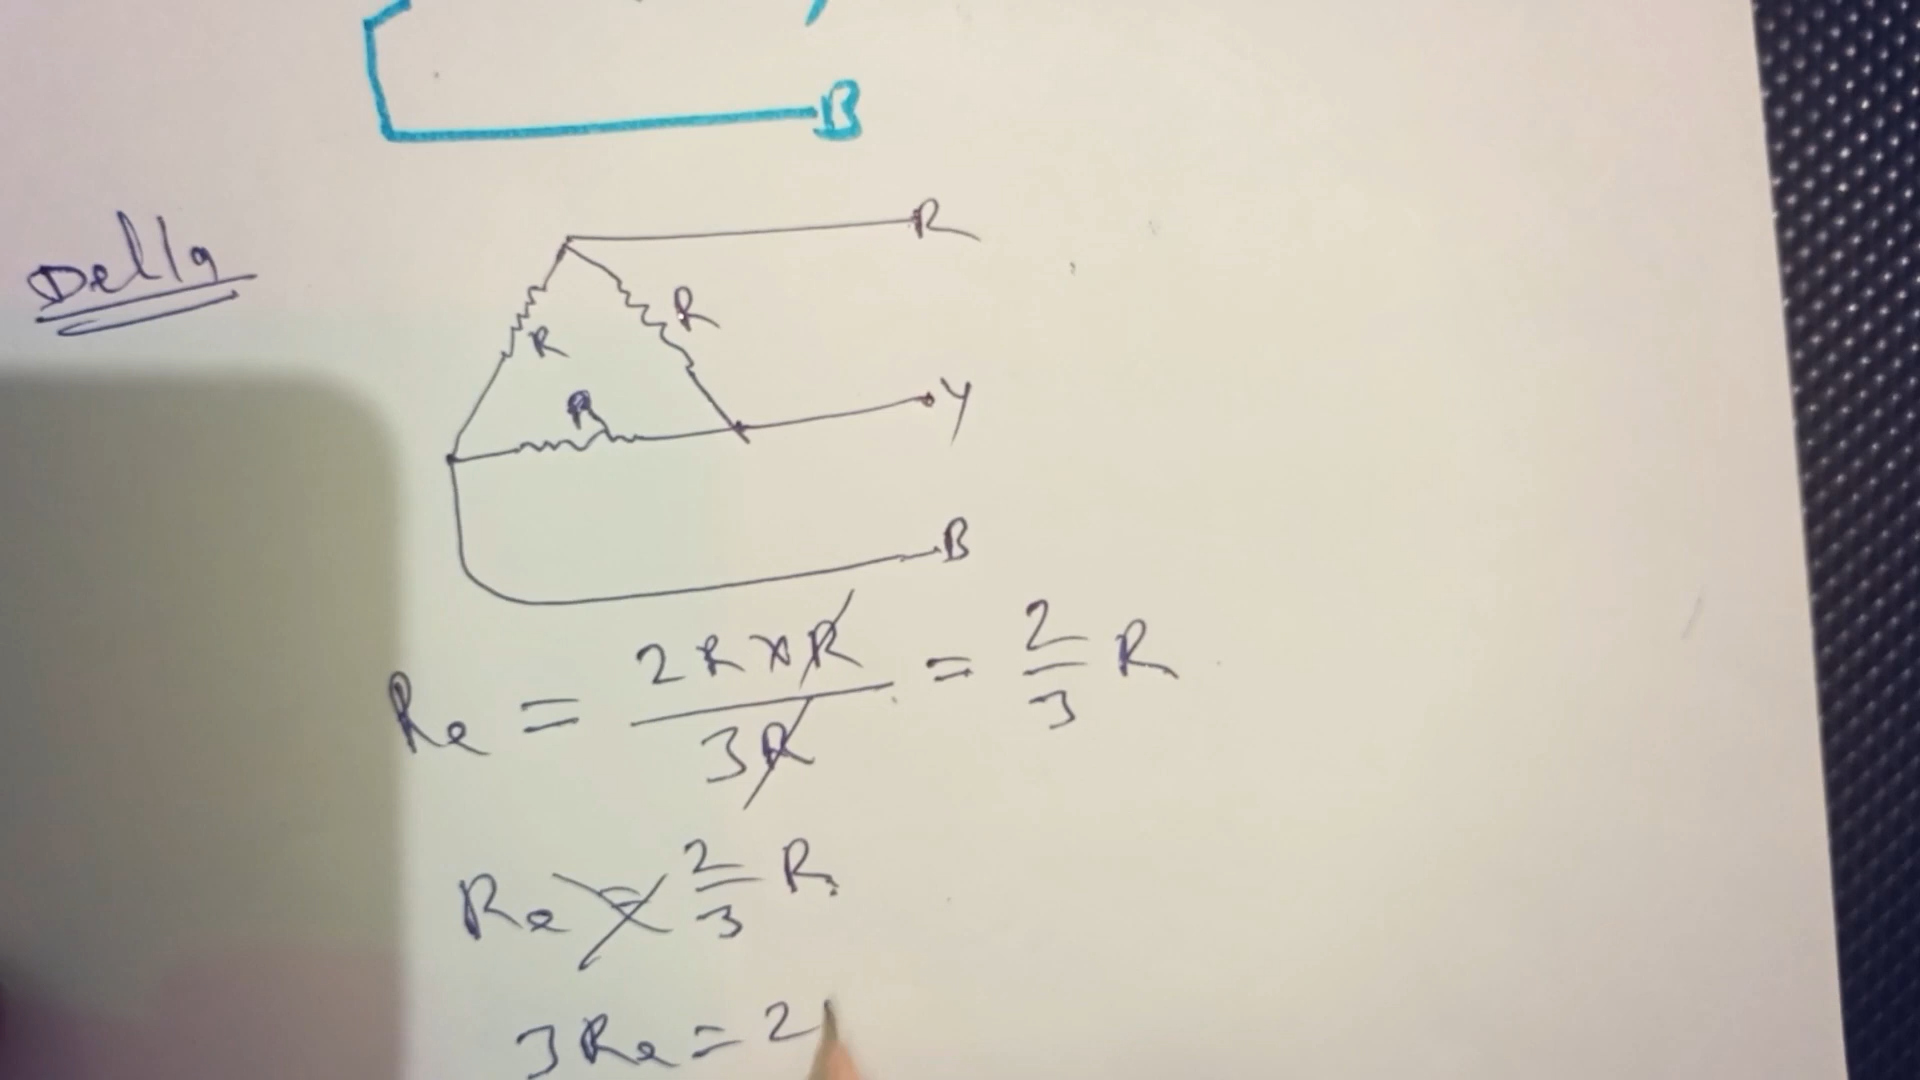 B
Delta
R
R
R
R
Y
B
Re = 2R×R/3R = 2/3 R
Re = 2/3 R
3Re = 2